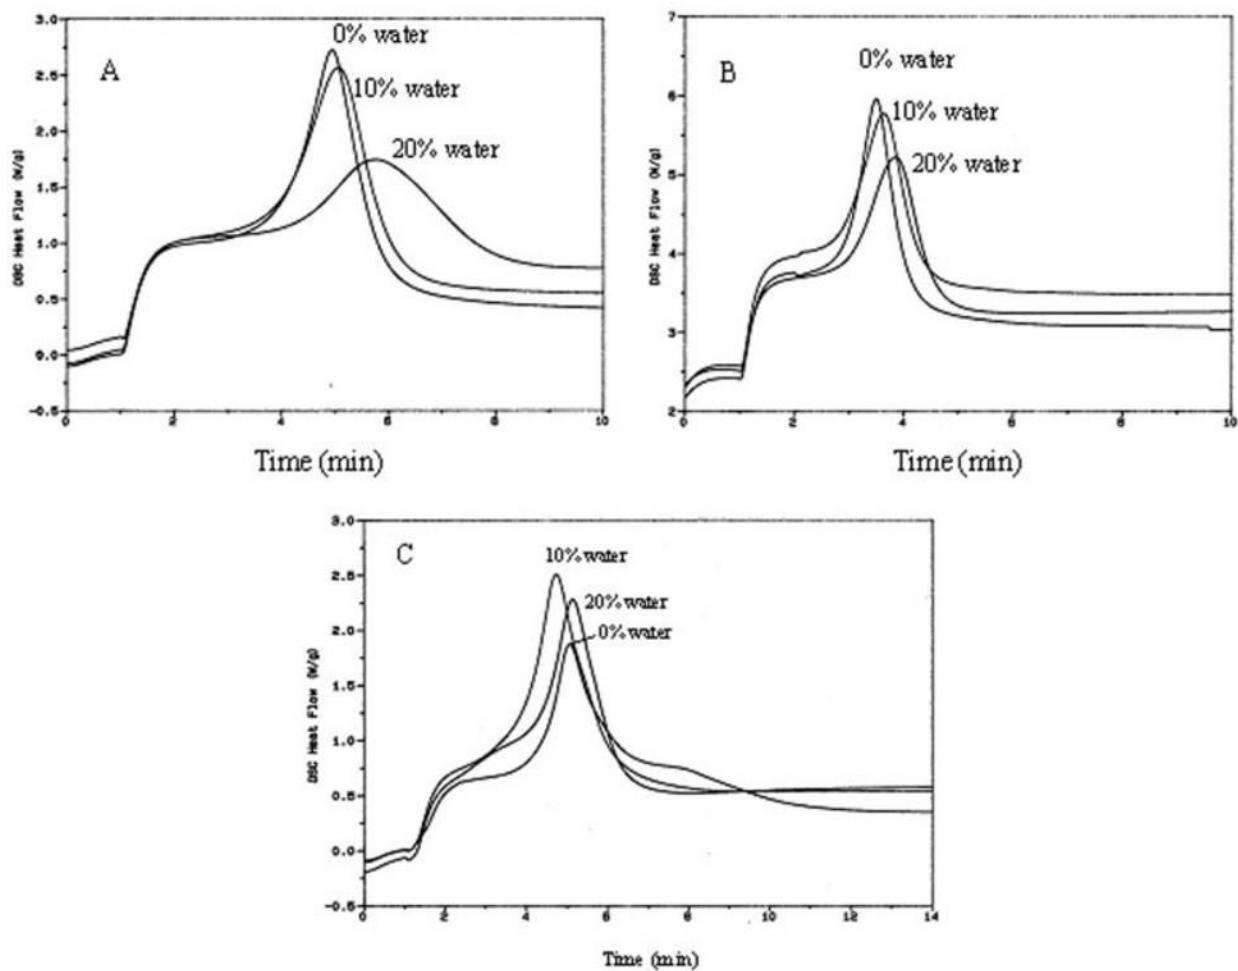 A
0% water
10% water
20% water
3.0
2.5
2.0
1.5
1.0
0.5
0.0
-0.5
DSC Heat Flow (W/g)
0 2 4 6 8 10
Time (min)
B
0% water
10% water
20% water
7
6
5
4
3
2
DSC Heat Flow (W/g)
0 2 4 6 8 10
Time (min)
C
10% water
20% water
0% water
3.0
2.5
2.0
1.5
1.0
0.5
0.0
-0.5
DSC Heat Flow (W/g)
0 2 4 6 8 10 12 14
Time (min)